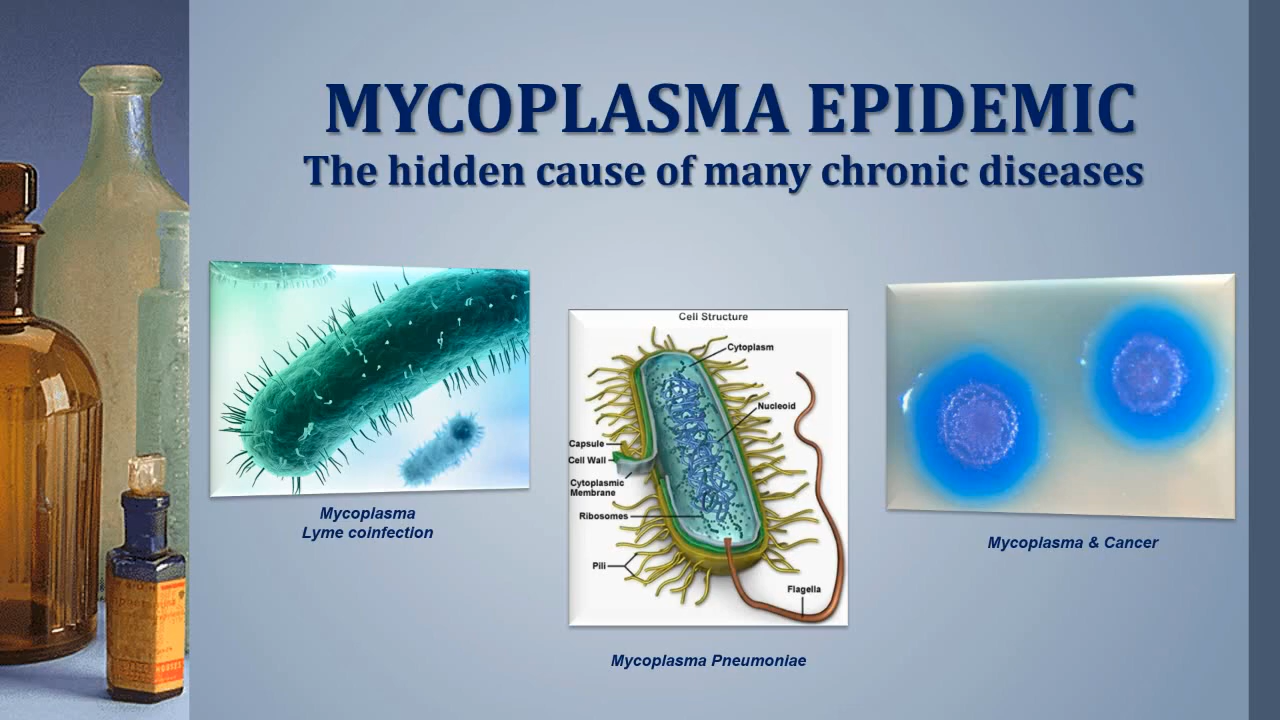 MYCOPLASMA EPIDEMIC
The hidden cause of many chronic diseases
Mycoplasma
Lyme coinfection
Cell Structure
Cytoplasm
Nucleoid
Capsule
Cell Wall
Cytoplasmic
Membrane
Ribosomes
Pili
Flagella
Mycoplasma Pneumoniae
Mycoplasma & Cancer